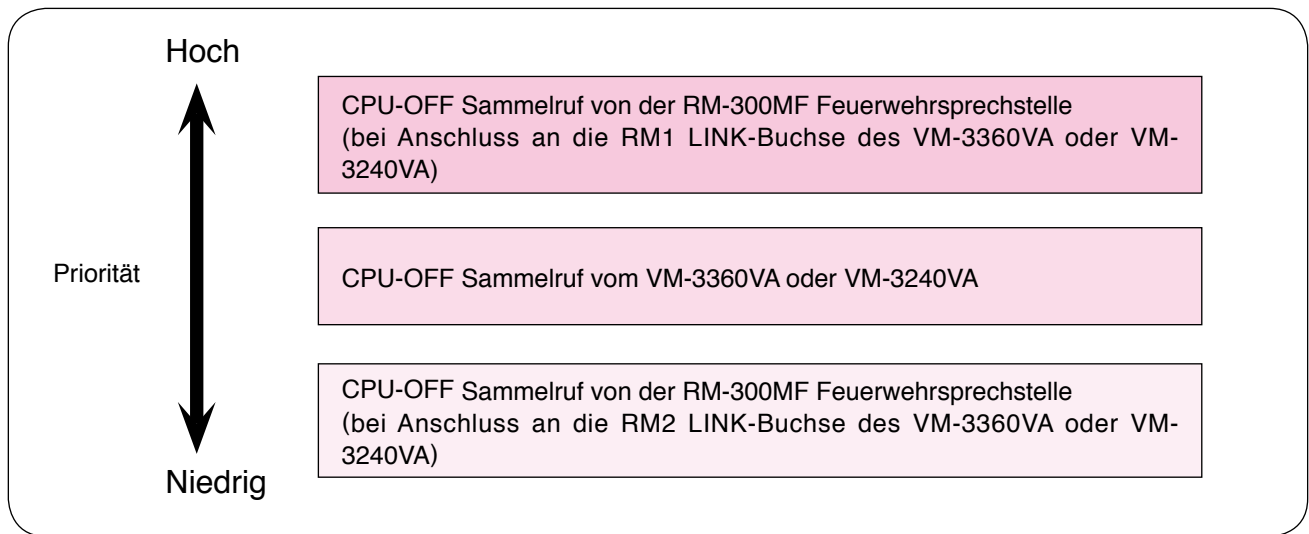 Hoch
CPU-OFF Sammelruf von der RM-300MF Feuerwehrsprechstelle
(bei Anschluss an die RM1 LINK-Buchse des VM-3360VA oder VM-
3240VA)
Priorität
CPU-OFF Sammelruf vom VM-3360VA oder VM-3240VA
CPU-OFF Sammelruf von der RM-300MF Feuerwehrsprechstelle
(bei Anschluss an die RM2 LINK-Buchse des VM-3360VA oder VM-
3240VA)
Niedrig